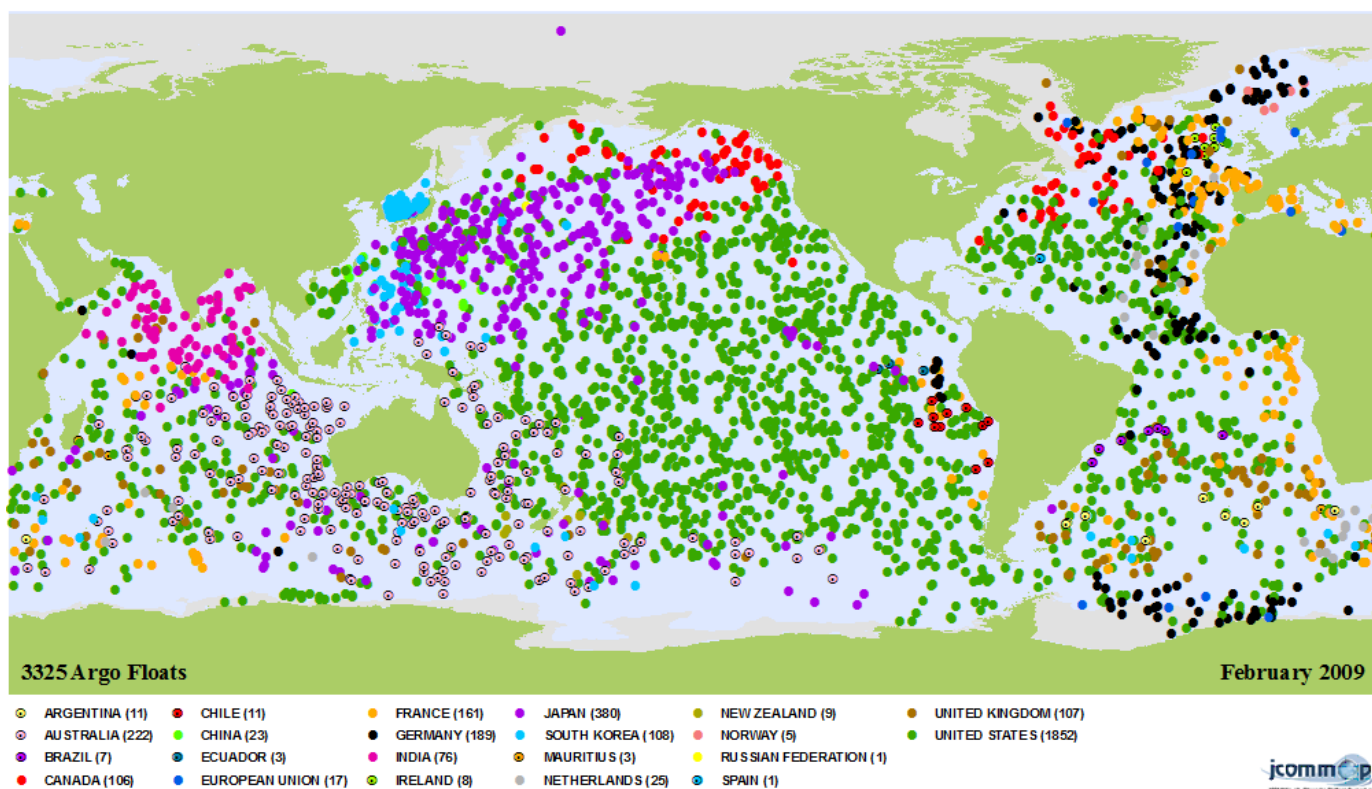 3325 Argo Floats
February 2009
ARGENTINA (11) CHILE (11) FRANCE (161) JAPAN (380) NEW ZEALAND (9) UNITED KINGDOM (107)
AUSTRALIA (222) CHINA (23) GERMANY (189) SOUTH KOREA (108) NORWAY (5) UNITED STATES (1852)
BRAZIL (7) ECUADOR (3) INDIA (76) MAURITIUS (3) RUSSIAN FEDERATION (1)
CANADA (106) EUROPEAN UNION (17) IRELAND (8) NETHERLANDS (25) SPAIN (1)